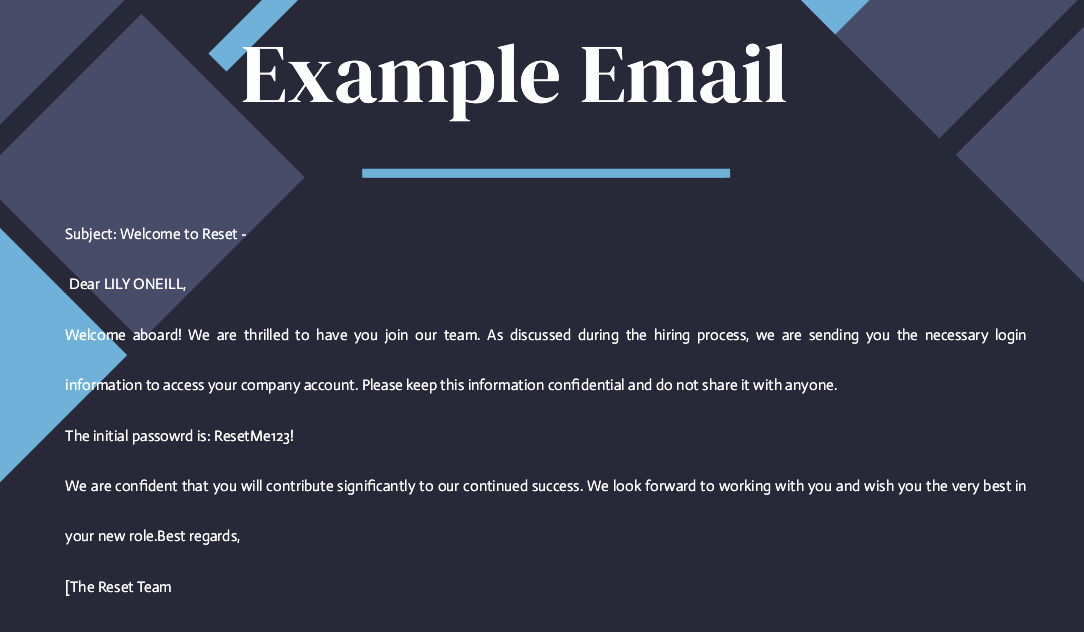 Example Email
Subject: Welcome to Reset -
Dear LILY ONEILL,
Welcome aboard! We are thrilled to have you join our team. As discussed during the hiring process, we are sending you the necessary login
information to access your company account. Please keep this information confidential and do not share it with anyone.
The initial passowrd is: ResetMe123!
We are confident that you will contribute significantly to our continued success. We look forward to working with you and wish you the very best in
your new role.Best regards,
[The Reset Team